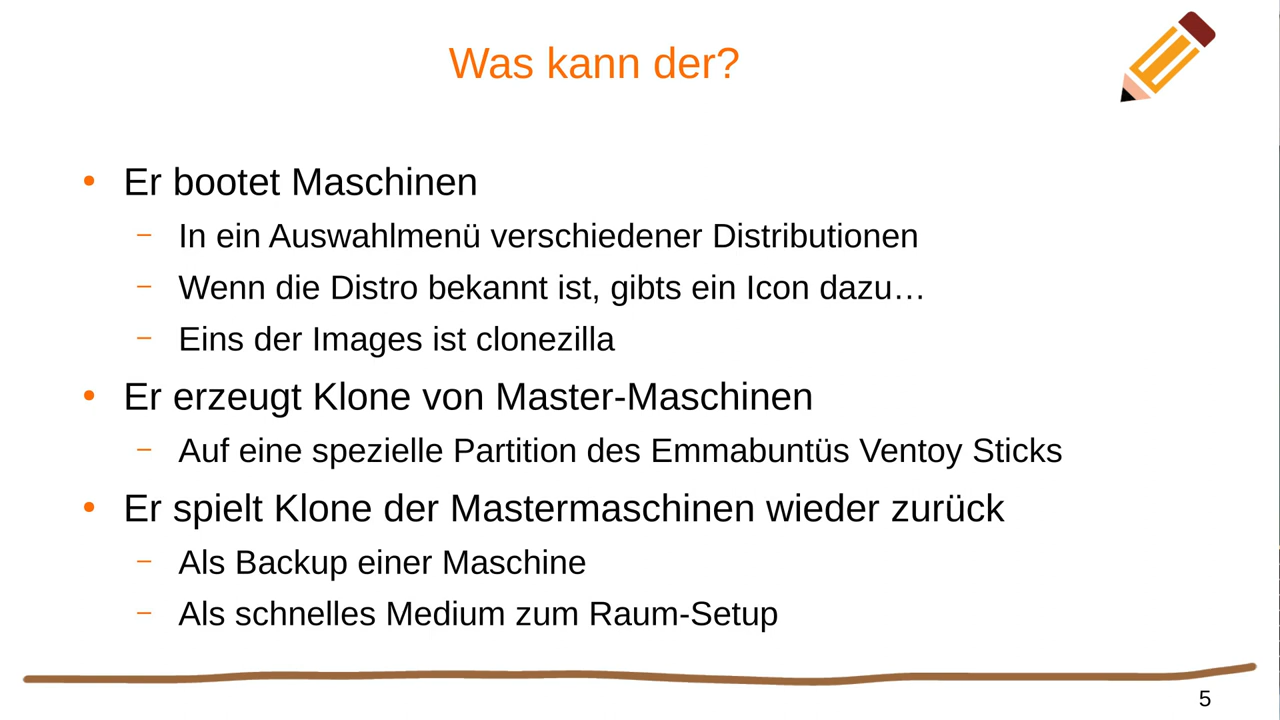 Was kann der?
● Er bootet Maschinen
– In ein Auswahlmenü verschiedener Distributionen
– Wenn die Distro bekannt ist, gibts ein Icon dazu…
– Eins der Images ist clonezilla
● Er erzeugt Klone von Master-Maschinen
– Auf eine spezielle Partition des Emmabuntüs Ventoy Sticks
● Er spielt Klone der Mastermaschinen wieder zurück
– Als Backup einer Maschine
– Als schnelles Medium zum Raum-Setup
5